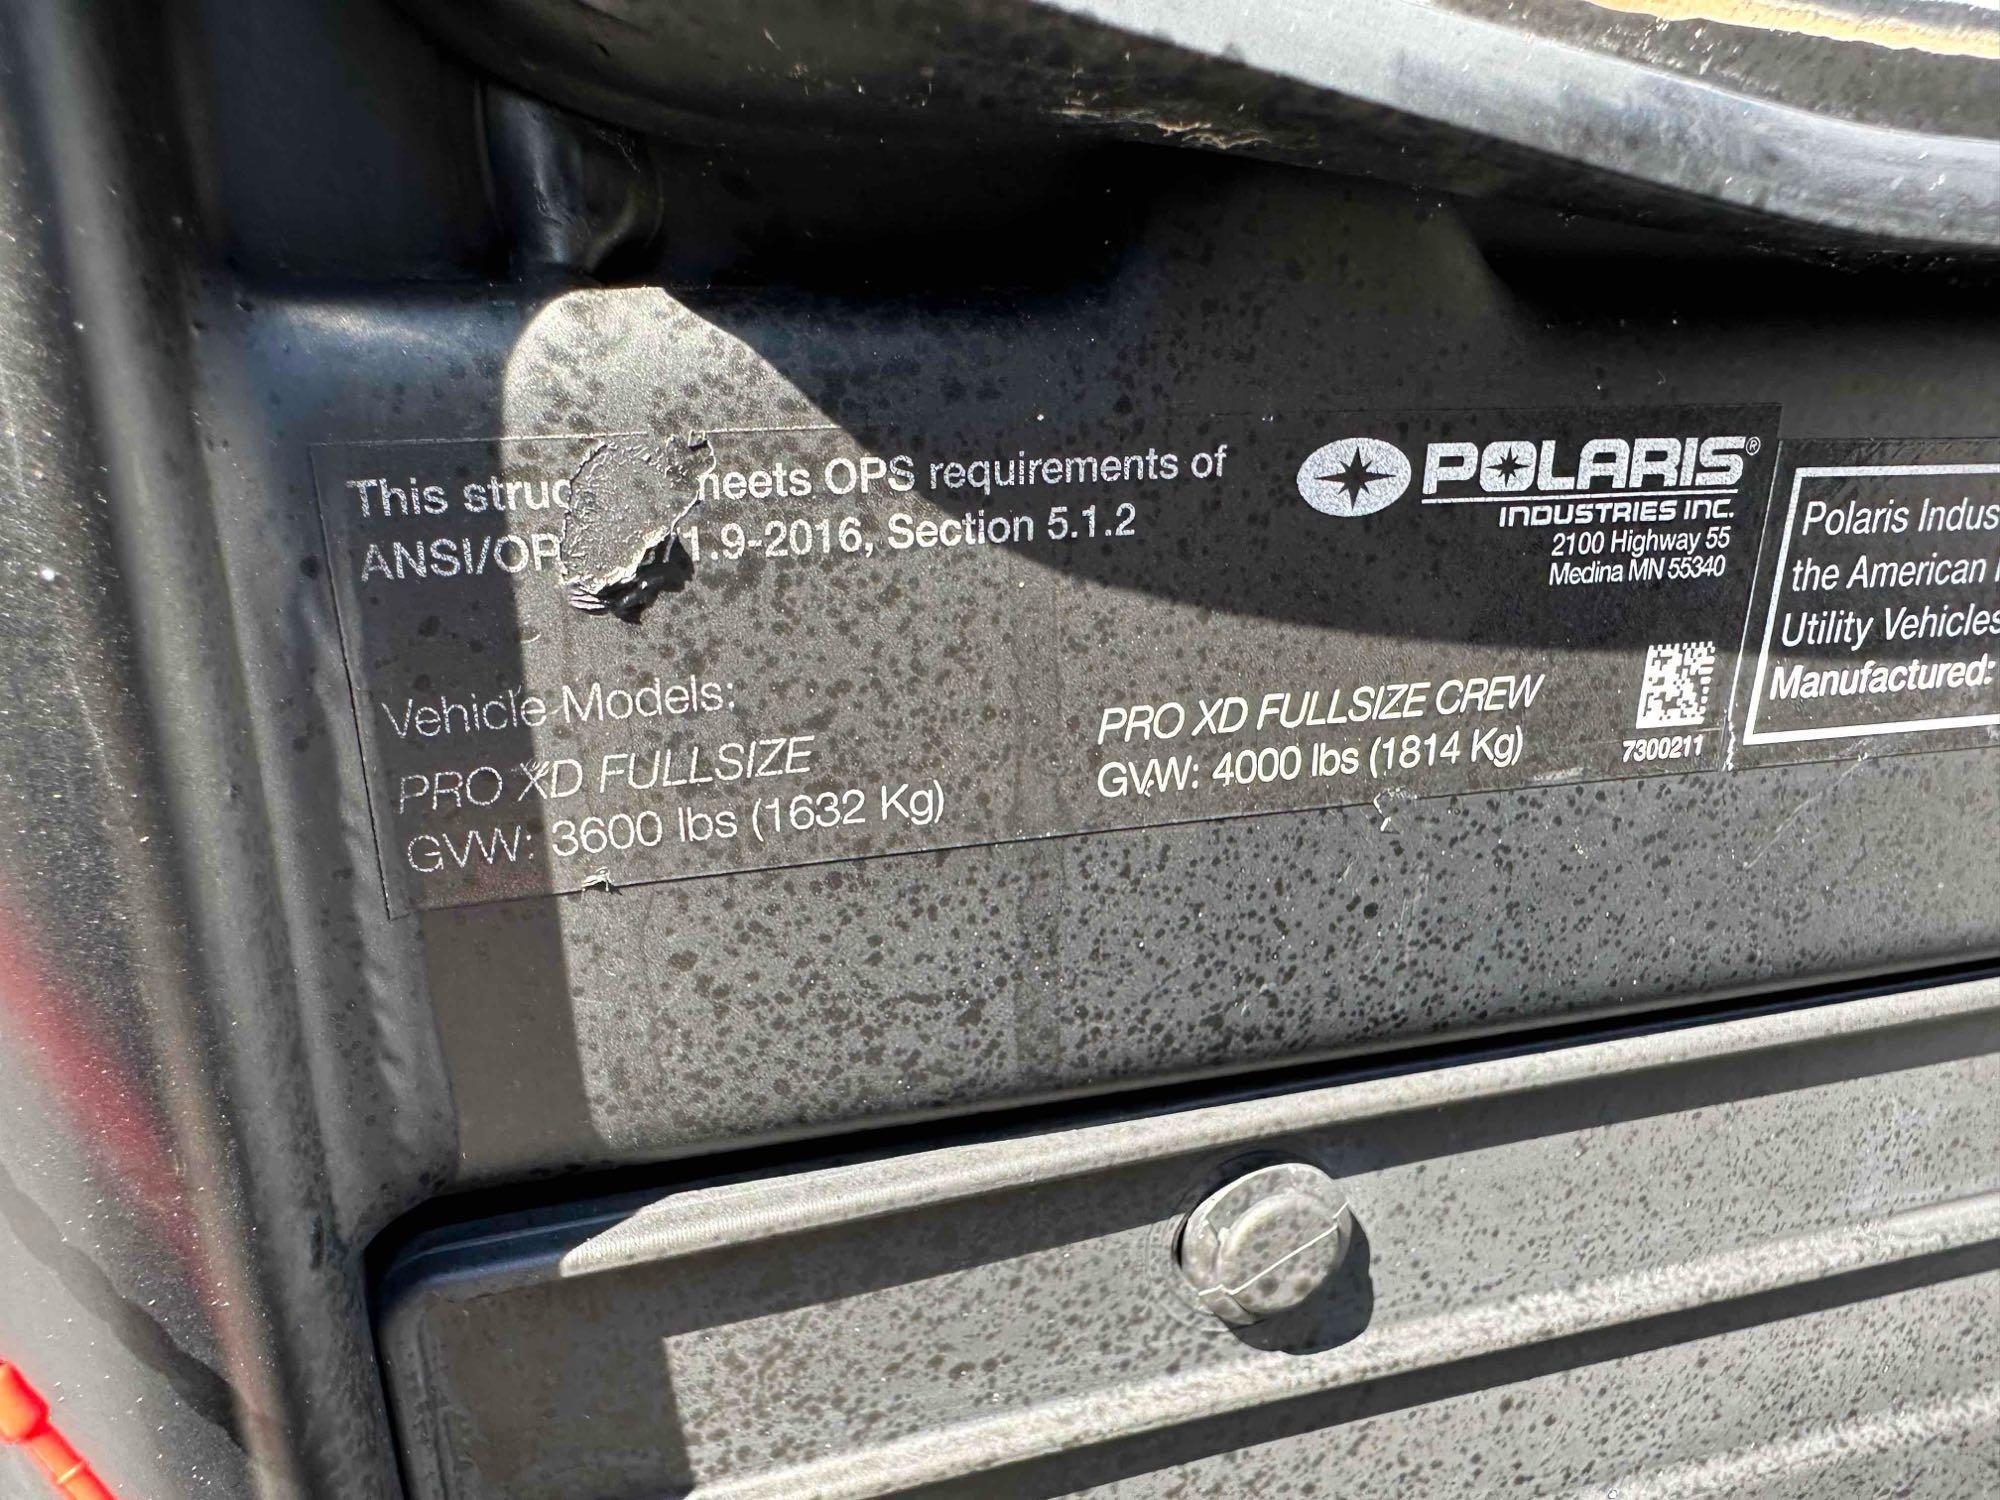 This struc neets OPS requirements of
ANSI/OP 1.9-2016, Section 5.1.2
Vehicle Models:
PRO XD FULLSIZE
GVW: 3600 lbs (1632 Kg)
PRO XD FULLSIZE CREW
GVW: 4000 lbs (1814 Kg)
POLARIS®
INDUSTRIES INC.
2100 Highway 55
Medina MN 55340
7300211
Polaris Indus
the American
Utility Vehicles
Manufactured: